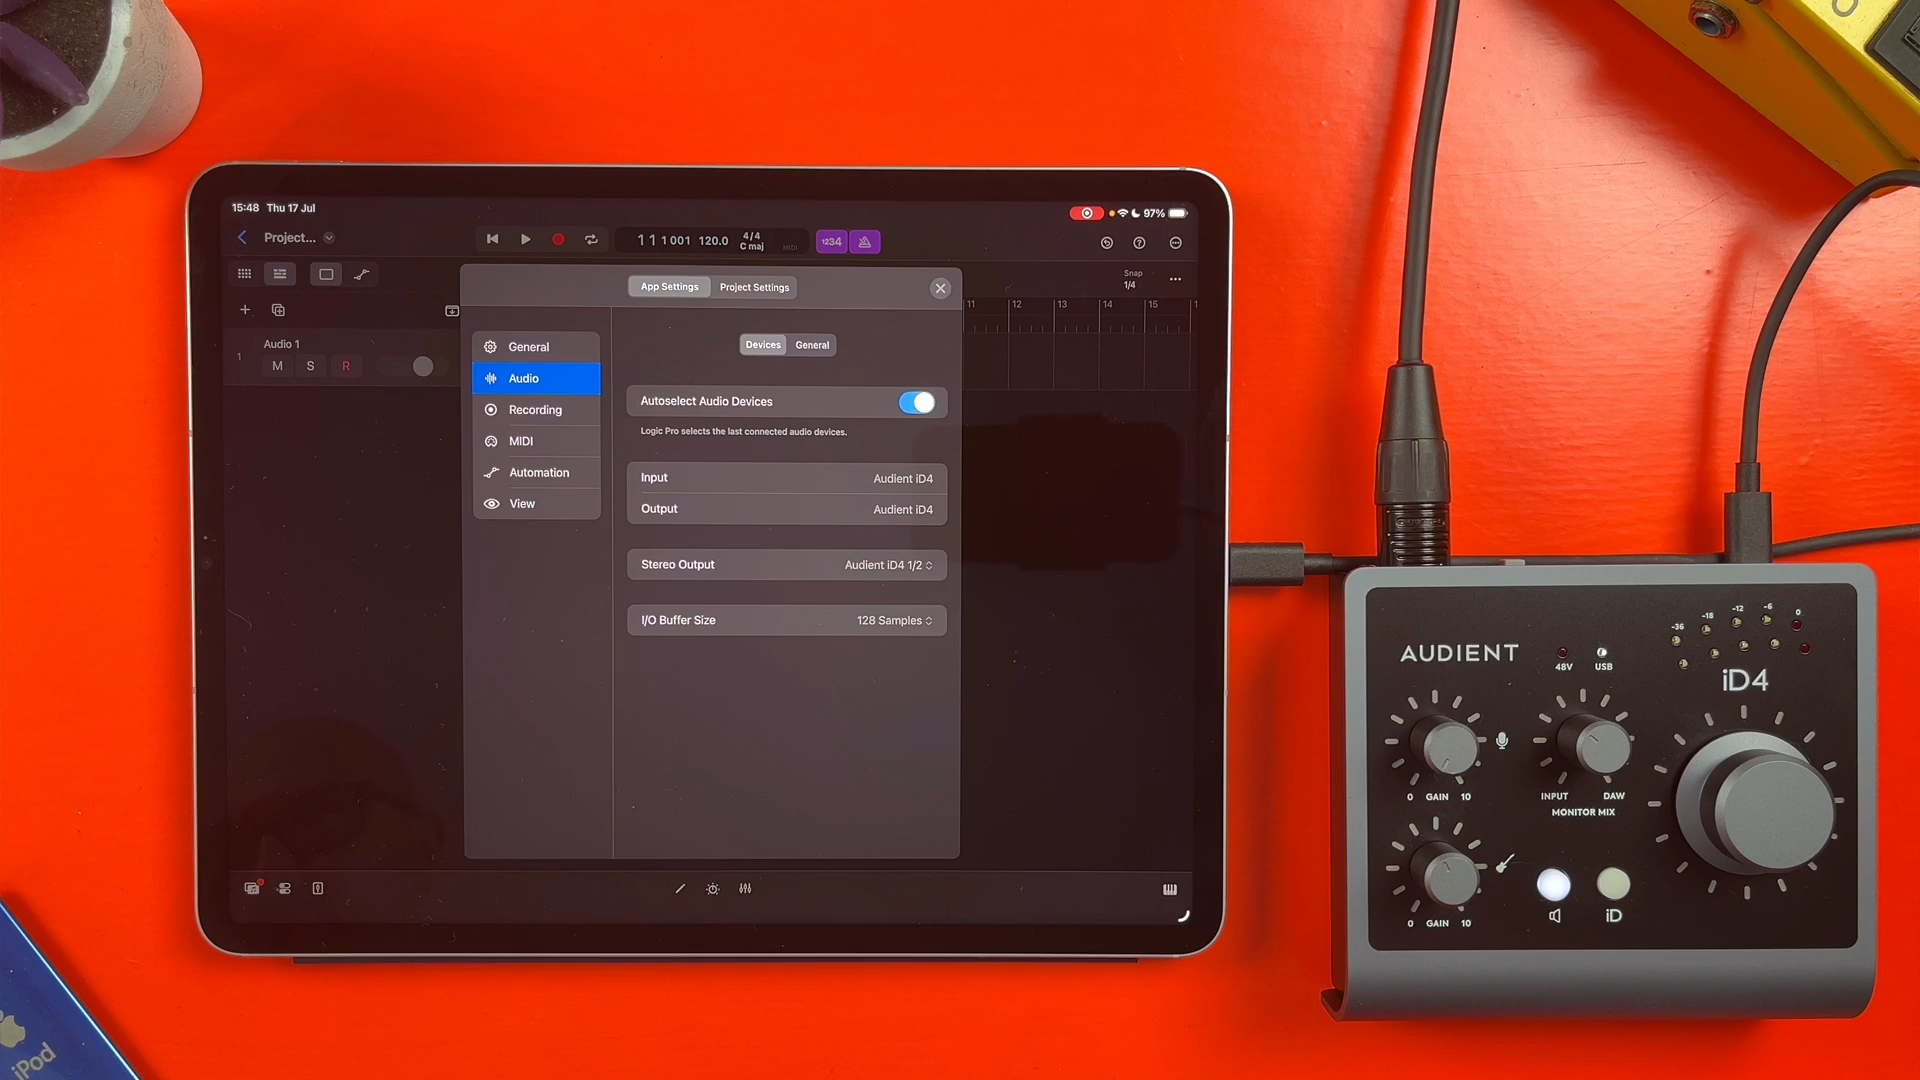 15:48 Thu 17 Jul
97%
Project...
1 1 1 001 120.0
4/4
C maj
MIDI
1234
Snap
1/4
App Settings
Project Settings
11 12 13 14 15
Audio 1
1
M S R
General
Audio
Recording
MIDI
Automation
View
Devices
General
Autoselect Audio Devices
Logic Pro selects the last connected audio devices.
Input
Audient iD4
Output
Audient iD4
Stereo Output
Audient iD4 1/2
I/O Buffer Size
128 Samples
AUDIENT
48V
USB
-36 -18 -12 -6 0
iD4
0 GAIN 10
INPUT DAW
MONITOR MIX
0 GAIN 10
iD
iPod